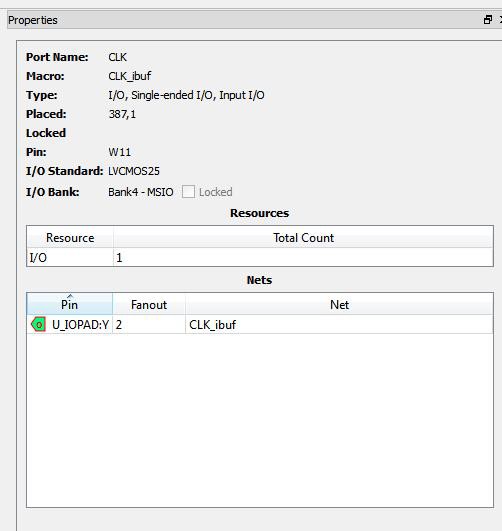 Properties
Port Name: CLK
Macro: CLK_ibuf
Type: I/O, Single-ended I/O, Input I/O
Placed: 387,1
Locked
Pin: W11
I/O Standard: LVCMOS25
I/O Bank: Bank4 - MSIO Locked
Resources
Resource Total Count
I/O 1
Nets
Pin Fanout Net
O U_IOPAD:Y 2 CLK_ibuf